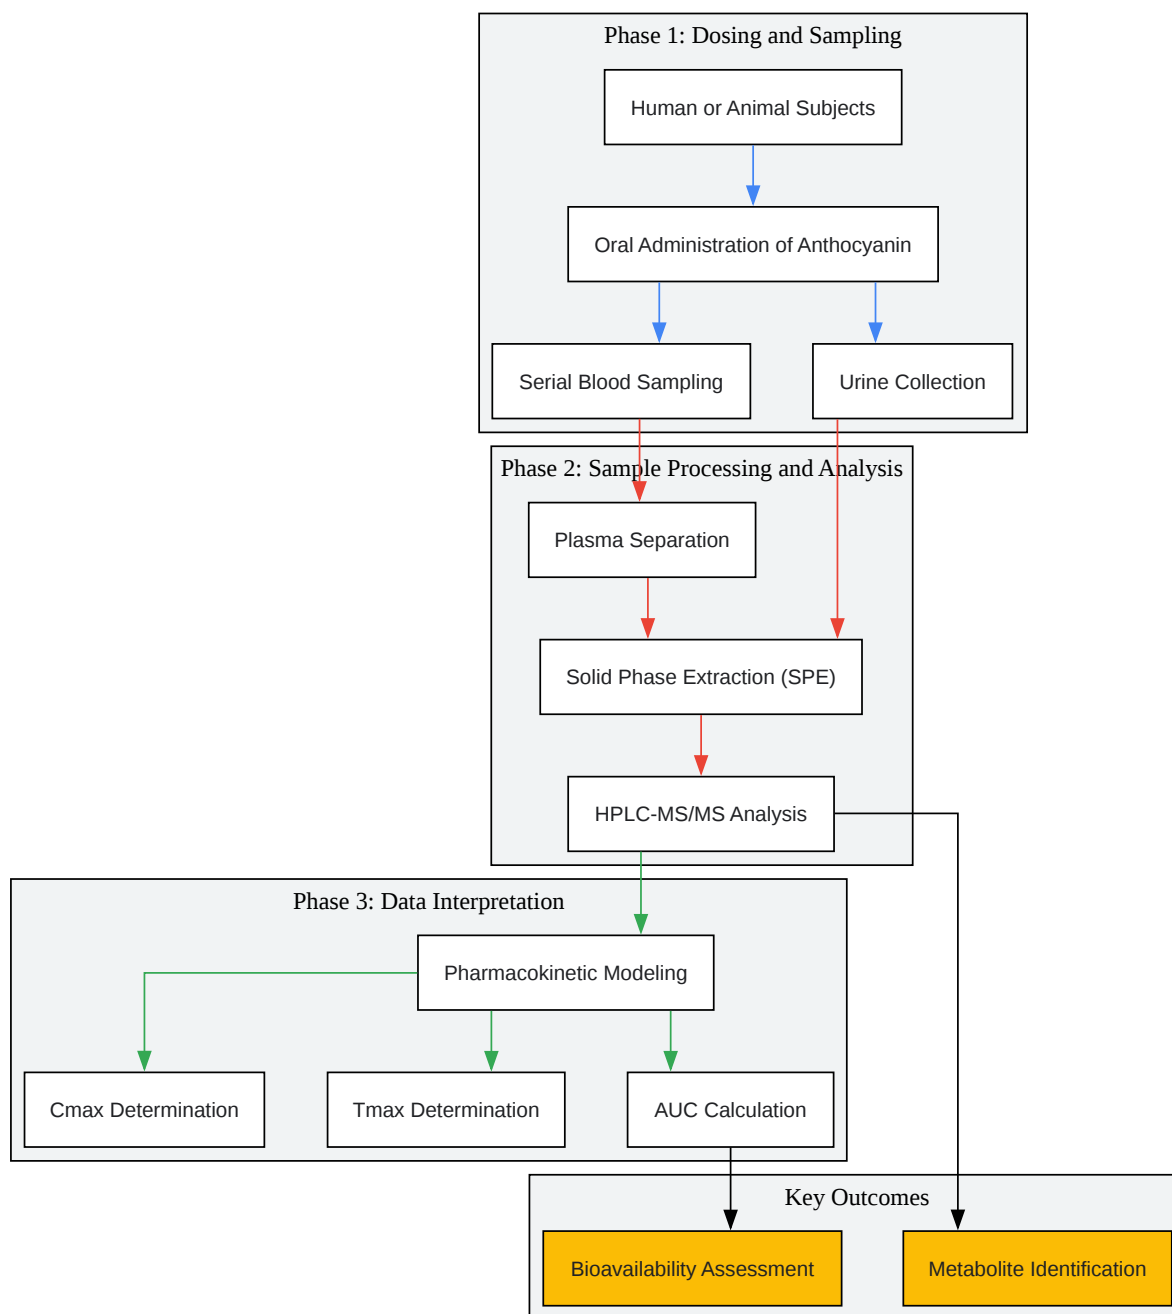 Phase 1: Dosing and Sampling
Human or Animal Subjects
Oral Administration of Anthocyanin
Serial Blood Sampling
Urine Collection
Phase 2: Sample Processing and Analysis
Plasma Separation
Solid Phase Extraction (SPE)
HPLC-MS/MS Analysis
Phase 3: Data Interpretation
Pharmacokinetic Modeling
Cmax Determination
Tmax Determination
AUC Calculation
Key Outcomes
Bioavailability Assessment
Metabolite Identification